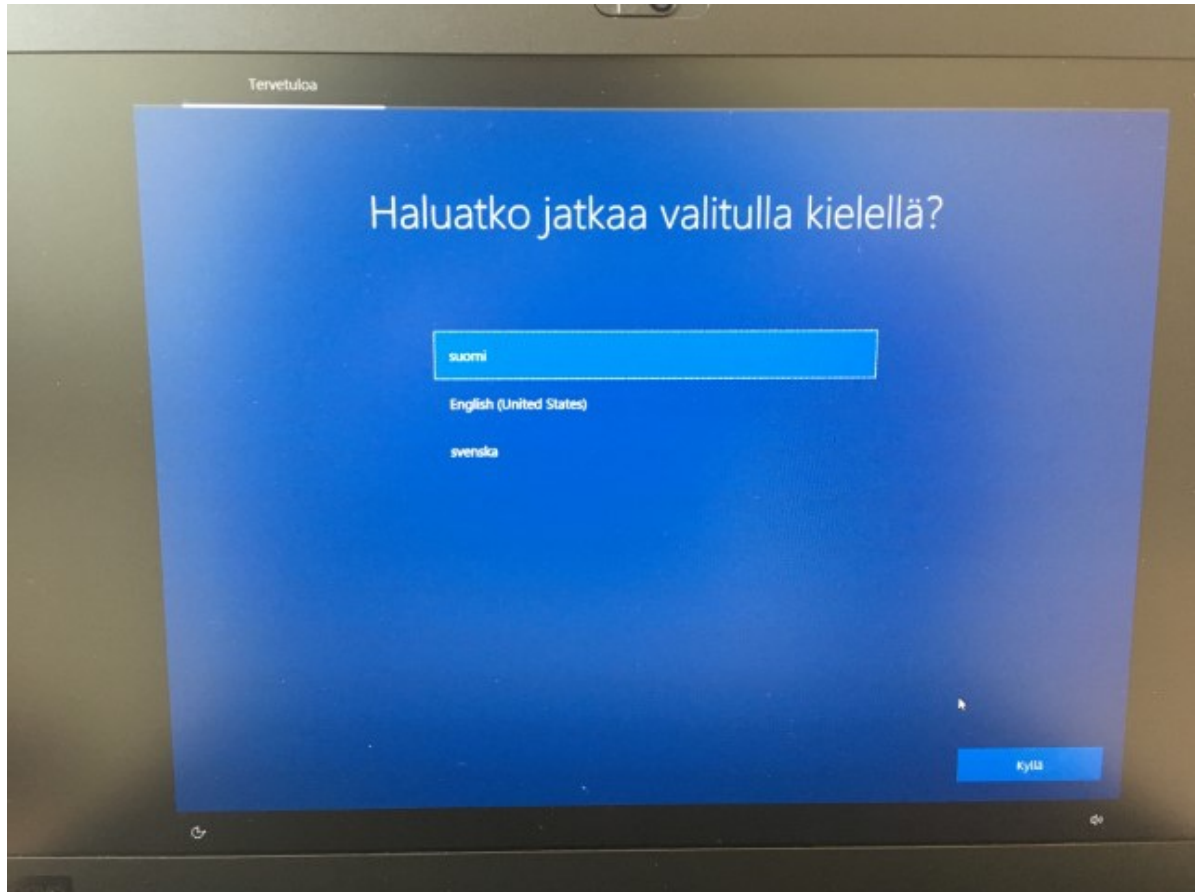 Tervetuloa
Haluatko jatkaa valitulla kielellä?
suomi
English (United States)
svenska
Kyllä